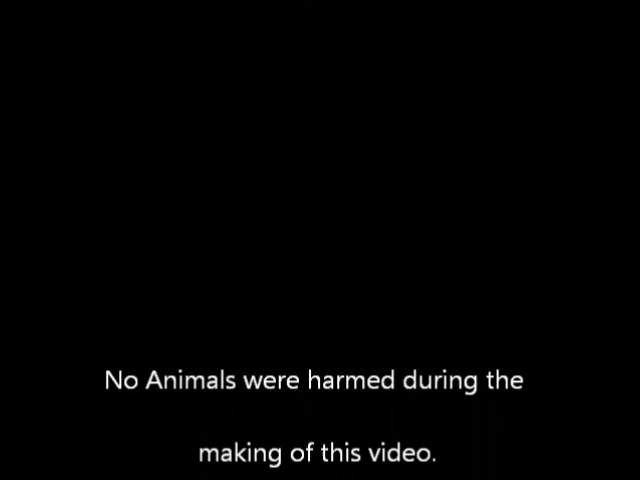 No Animals were harmed during the
making of this video.